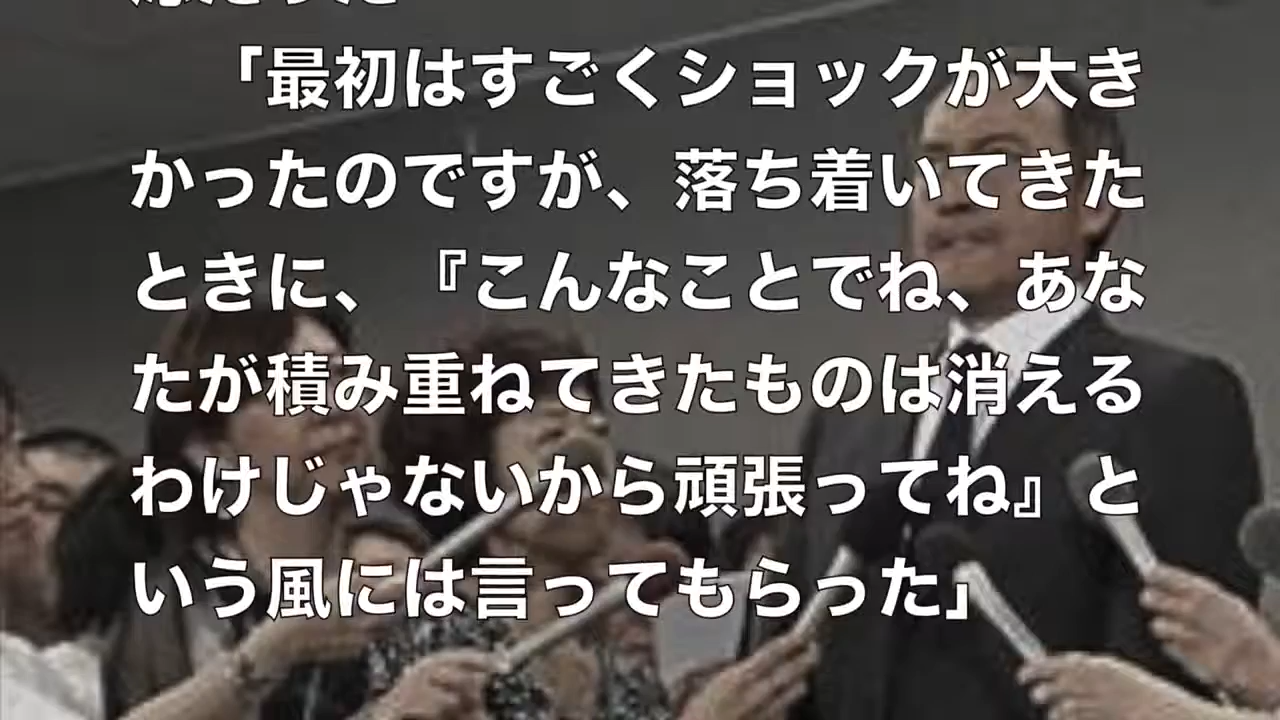 「最初はすごくショックが大き
かったのですが、落ち着いてきた
ときに、『こんなことでね、あな
たが積み重ねてきたものは消える
わけじゃないから頑張ってね』と
いう風には言ってもらった」